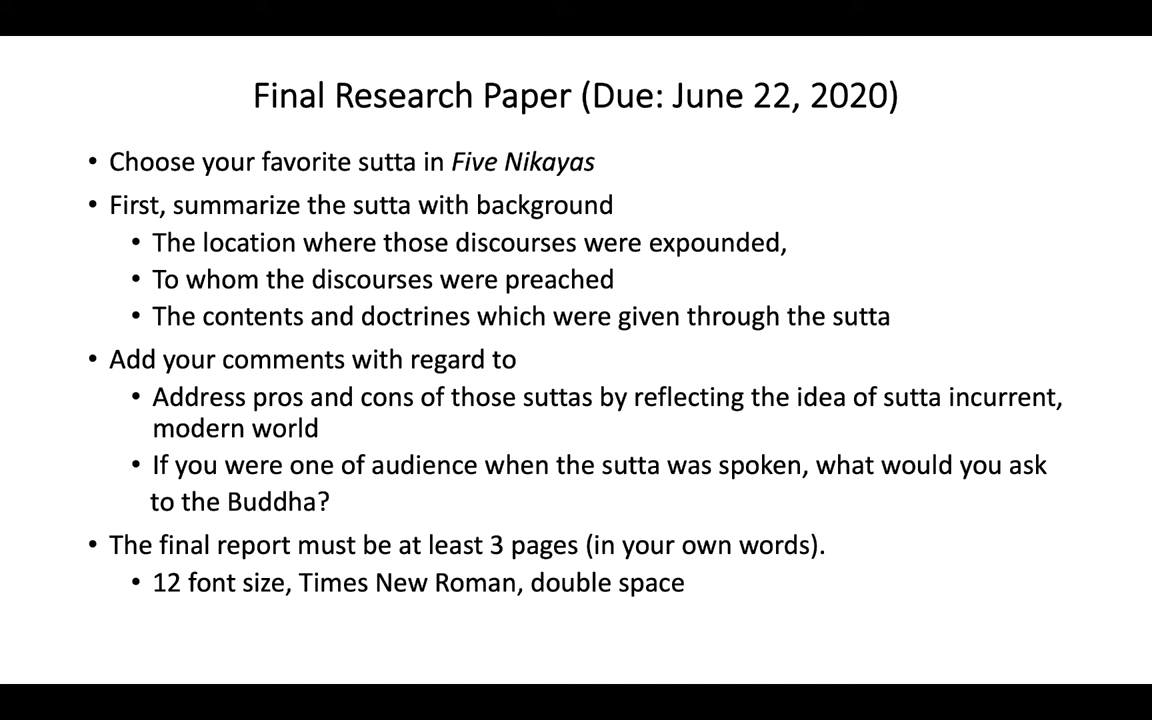 Final Research Paper (Due: June 22, 2020)
• Choose your favorite sutta in Five Nikayas
• First, summarize the sutta with background
• The location where those discourses were expounded,
• To whom the discourses were preached
• The contents and doctrines which were given through the sutta
• Add your comments with regard to
• Address pros and cons of those suttas by reflecting the idea of sutta incurrent,
modern world
• If you were one of audience when the sutta was spoken, what would you ask
to the Buddha?
• The final report must be at least 3 pages (in your own words).
• 12 font size, Times New Roman, double space